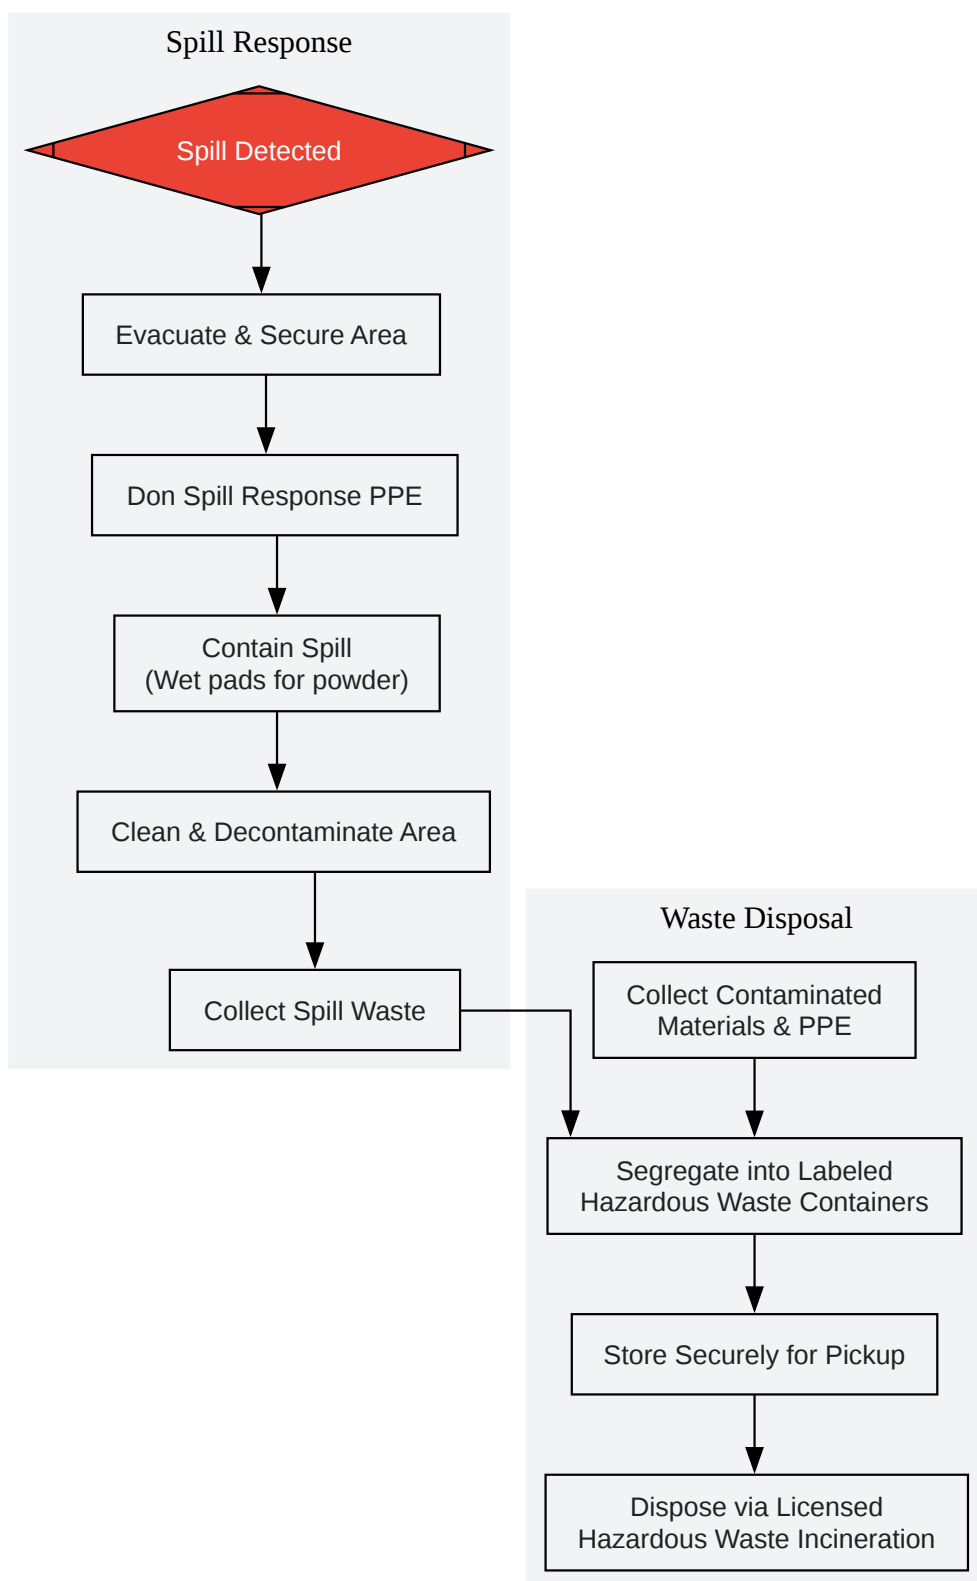 Spill Response
Spill Detected
Evacuate & Secure Area
Don Spill Response PPE
Contain Spill
(Wet pads for powder)
Clean & Decontaminate Area
Collect Spill Waste
Waste Disposal
Collect Contaminated
Materials & PPE
Segregate into Labeled
Hazardous Waste Containers
Store Securely for Pickup
Dispose via Licensed
Hazardous Waste Incineration